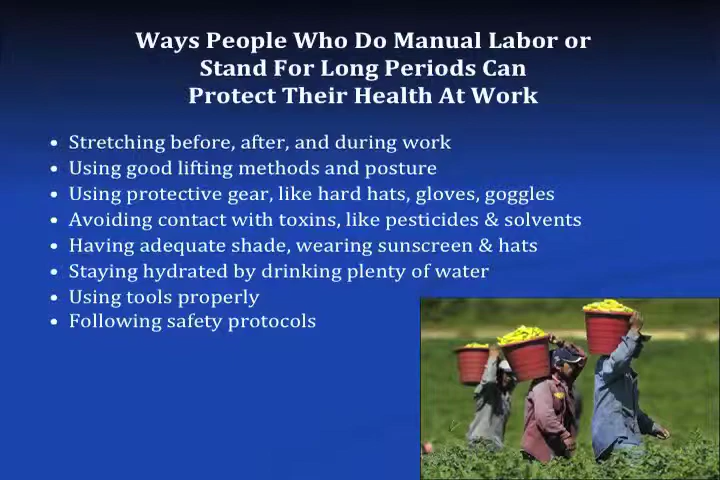 Ways People Who Do Manual Labor or
Stand For Long Periods Can
Protect Their Health At Work
• Stretching before, after, and during work
• Using good lifting methods and posture
• Using protective gear, like hard hats, gloves, goggles
• Avoiding contact with toxins, like pesticides & solvents
• Having adequate shade, wearing sunscreen & hats
• Staying hydrated by drinking plenty of water
• Using tools properly
• Following safety protocols